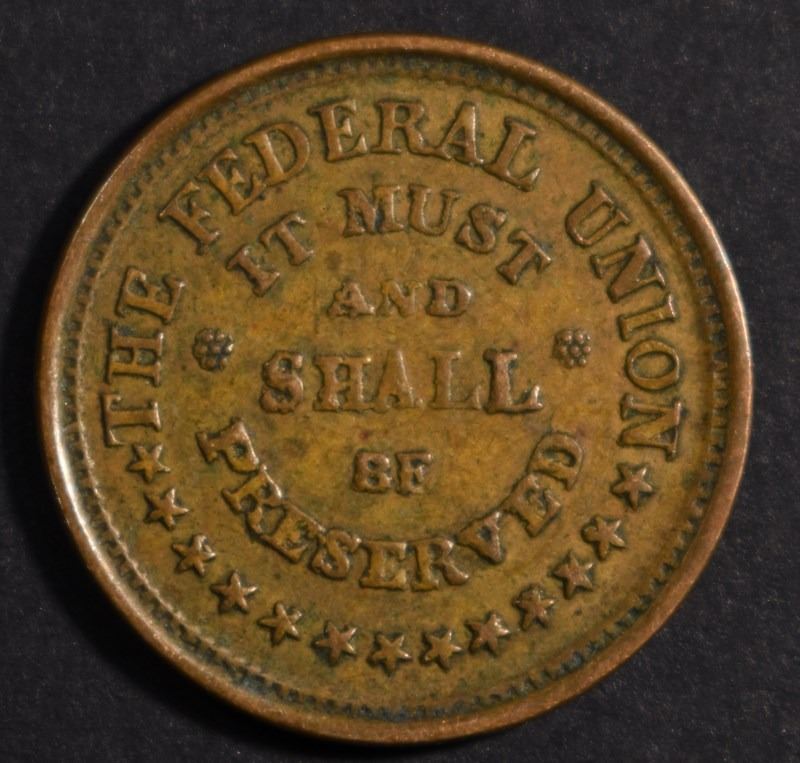 THE FEDERAL UNION
IT MUST
AND
SHALL
BE
PRESERVED